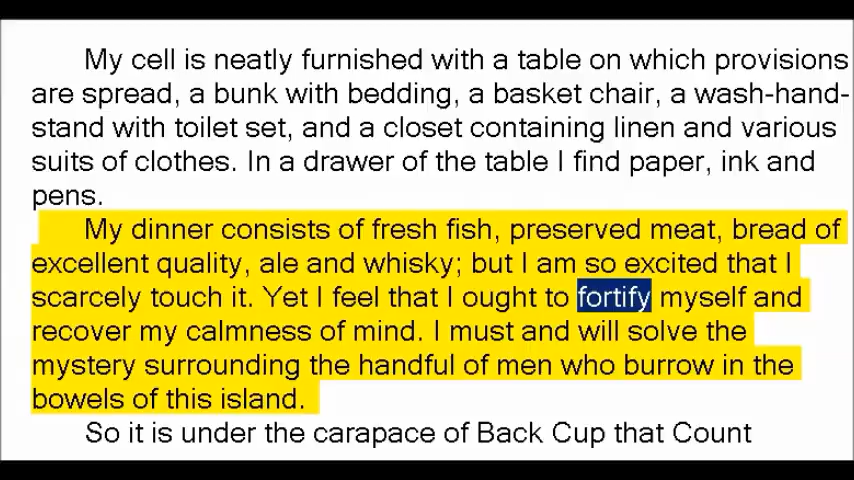 My cell is neatly furnished with a table on which provisions
are spread, a bunk with bedding, a basket chair, a wash-hand-
stand with toilet set, and a closet containing linen and various
suits of clothes. In a drawer of the table I find paper, ink and
pens.
My dinner consists of fresh fish, preserved meat, bread of
excellent quality, ale and whisky; but I am so excited that I
scarcely touch it. Yet I feel that I ought to fortify myself and
recover my calmness of mind. I must and will solve the
mystery surrounding the handful of men who burrow in the
bowels of this island.
So it is under the carapace of Back Cup that Count